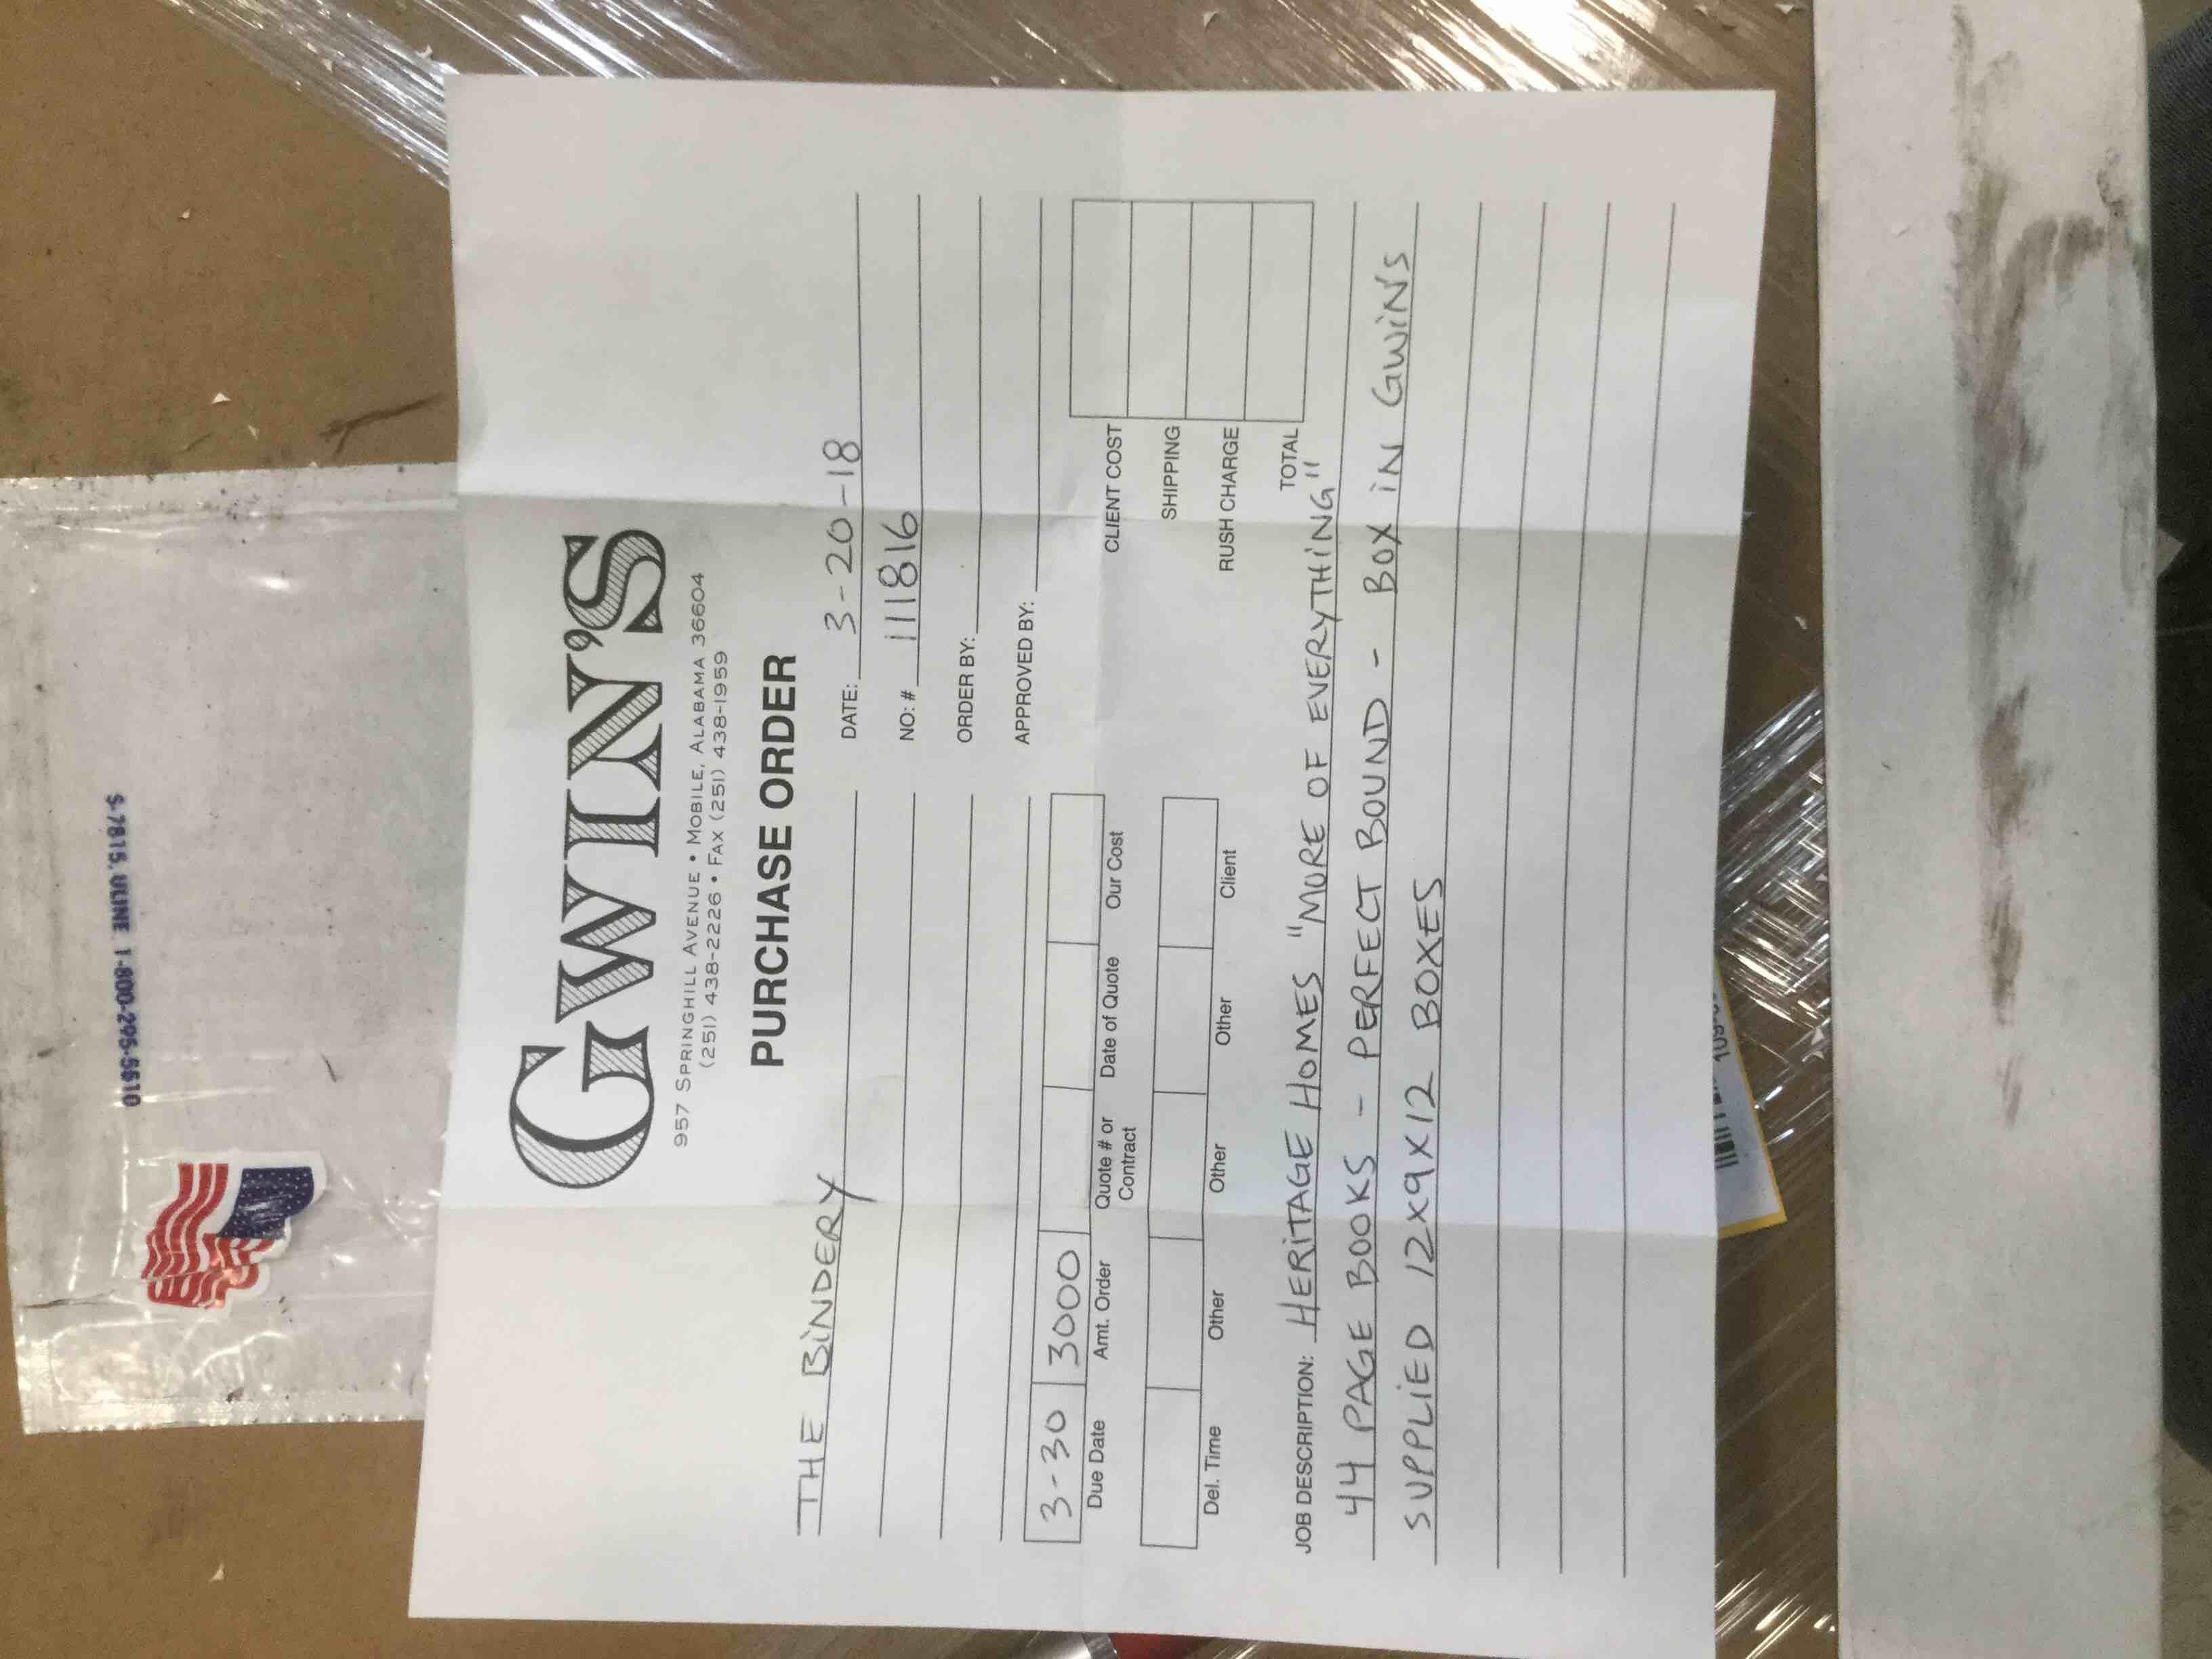 S-7815, ULINE 1-800-295-5510
GWIN'S
957 SPRINGHILL AVENUE • MOBILE, ALABAMA 36604
(251) 438-2226 • FAX (251) 438-1959
PURCHASE ORDER
THE BINDERY
DATE: 3-20-18
NO: # 111816
ORDER BY:
APPROVED BY:
3-30 3000
Due Date Amt. Order Quote # or Contract Date of Quote Our Cost
Del. Time Other Other Other Client
CLIENT COST
SHIPPING
RUSH CHARGE
TOTAL
JOB DESCRIPTION: HERITAGE HOMES "MORE OF EVERYTHING"
44 PAGE BOOKS - PERFECT BOUND - BOX IN GWINS
SUPPLIED 12X9X12 BOXES